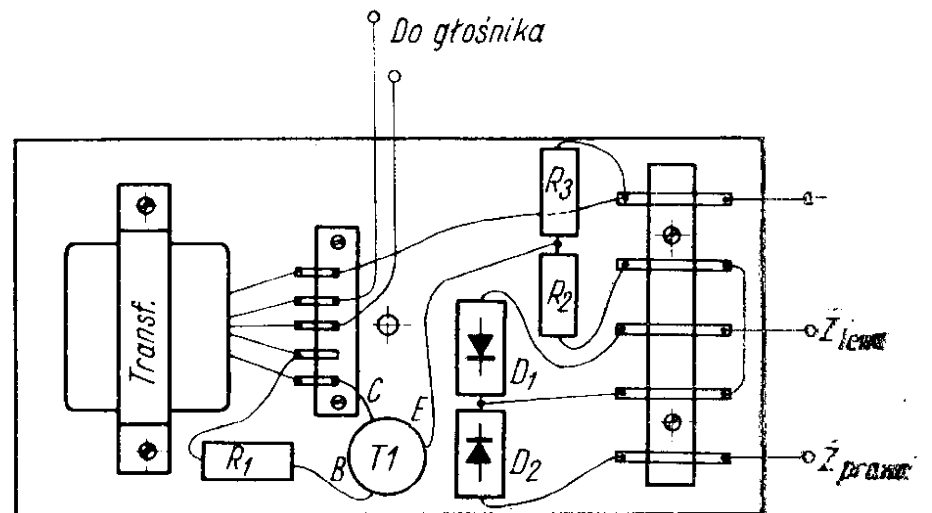 Do głośnika
R3
-
Transf.
R2
Ż lewa
D1
C
E
R1
B
T1
D2
Ż prawa